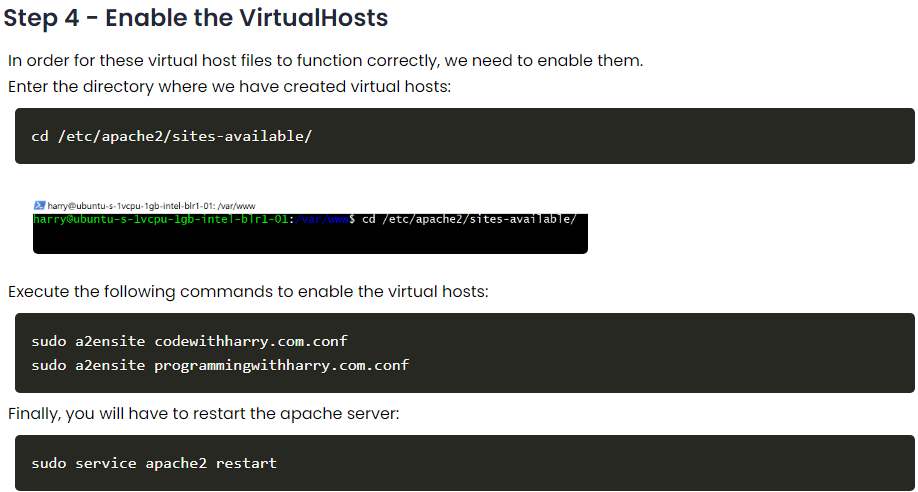 Step 4 - Enable the VirtualHosts
In order for these virtual host files to function correctly, we need to enable them.
Enter the directory where we have created virtual hosts:
cd /etc/apache2/sites-available/
harry@ubuntu-s-1vcpu-1gb-intel-blr1-01: /var/www
harry@ubuntu-s-1vcpu-1gb-intel-blr1-01:/var/www$ cd /etc/apache2/sites-available/
Execute the following commands to enable the virtual hosts:
sudo a2ensite codewithharry.com.conf
sudo a2ensite programmingwithharry.com.conf
Finally, you will have to restart the apache server:
sudo service apache2 restart